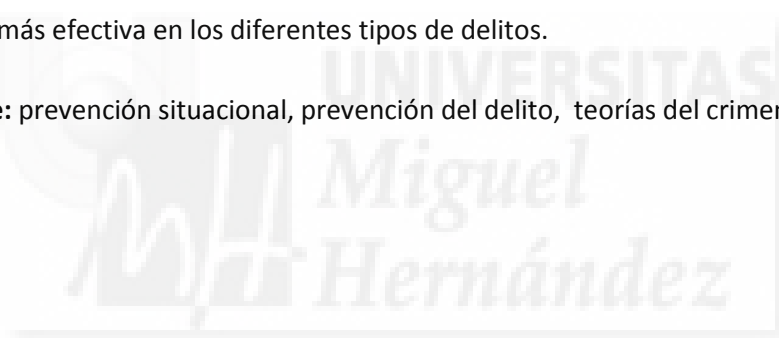 más efectiva en los diferentes tipos de delitos.
: prevención situacional, prevención del delito, teorías del crimen
UNIVERSITAS
Miguel
Hernández